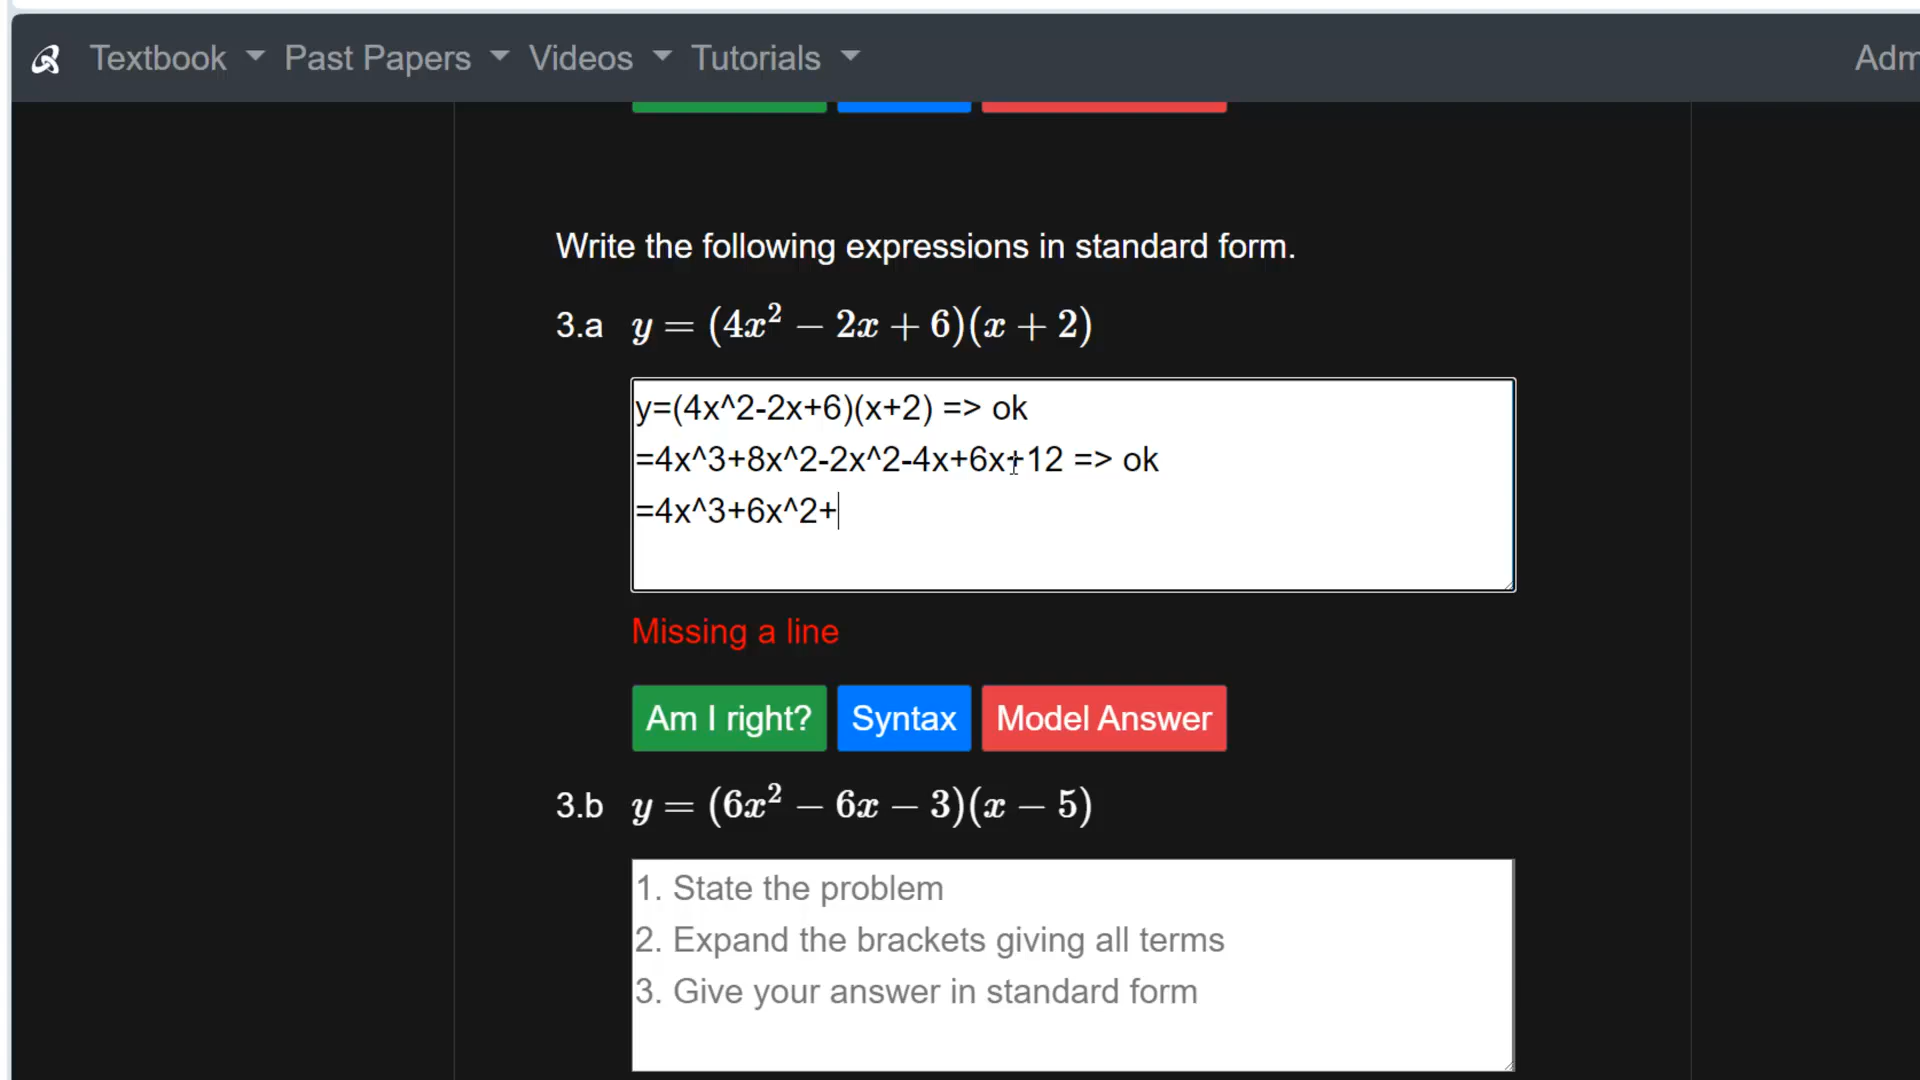 Textbook Past Papers Videos Tutorials Adm
Write the following expressions in standard form.
3.a y = (4x² − 2x + 6)(x + 2)
y=(4x^2-2x+6)(x+2) => ok
=4x^3+8x^2-2x^2-4x+6x+12 => ok
=4x^3+6x^2+
Missing a line
Am I right? Syntax Model Answer
3.b y = (6x² − 6x − 3)(x − 5)
1. State the problem
2. Expand the brackets giving all terms
3. Give your answer in standard form